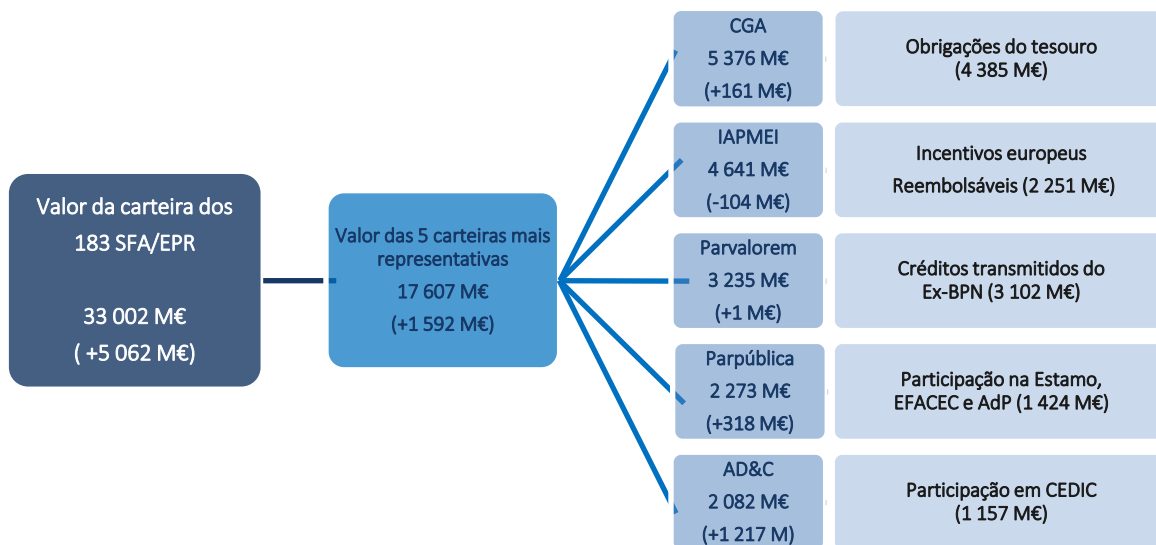 Valor da carteira dos
183 SFA/EPR
33 002 M€
( +5 062 M€)
Valor das 5 carteiras mais
representativas
17 607 M€
(+1 592 M€)
CGA
5 376 M€
(+161 M€)
Obrigações do tesouro
(4 385 M€)
IAPMEI
4 641 M€
(-104 M€)
Incentivos europeus
Reembolsáveis (2 251 M€)
Parvalorem
3 235 M€
(+1 M€)
Créditos transmitidos do
Ex-BPN (3 102 M€)
Parpública
2 273 M€
(+318 M€)
Participação na Estamo,
EFACEC e AdP (1 424 M€)
AD&C
2 082 M€
(+1 217 M)
Participação em CEDIC
(1 157 M€)